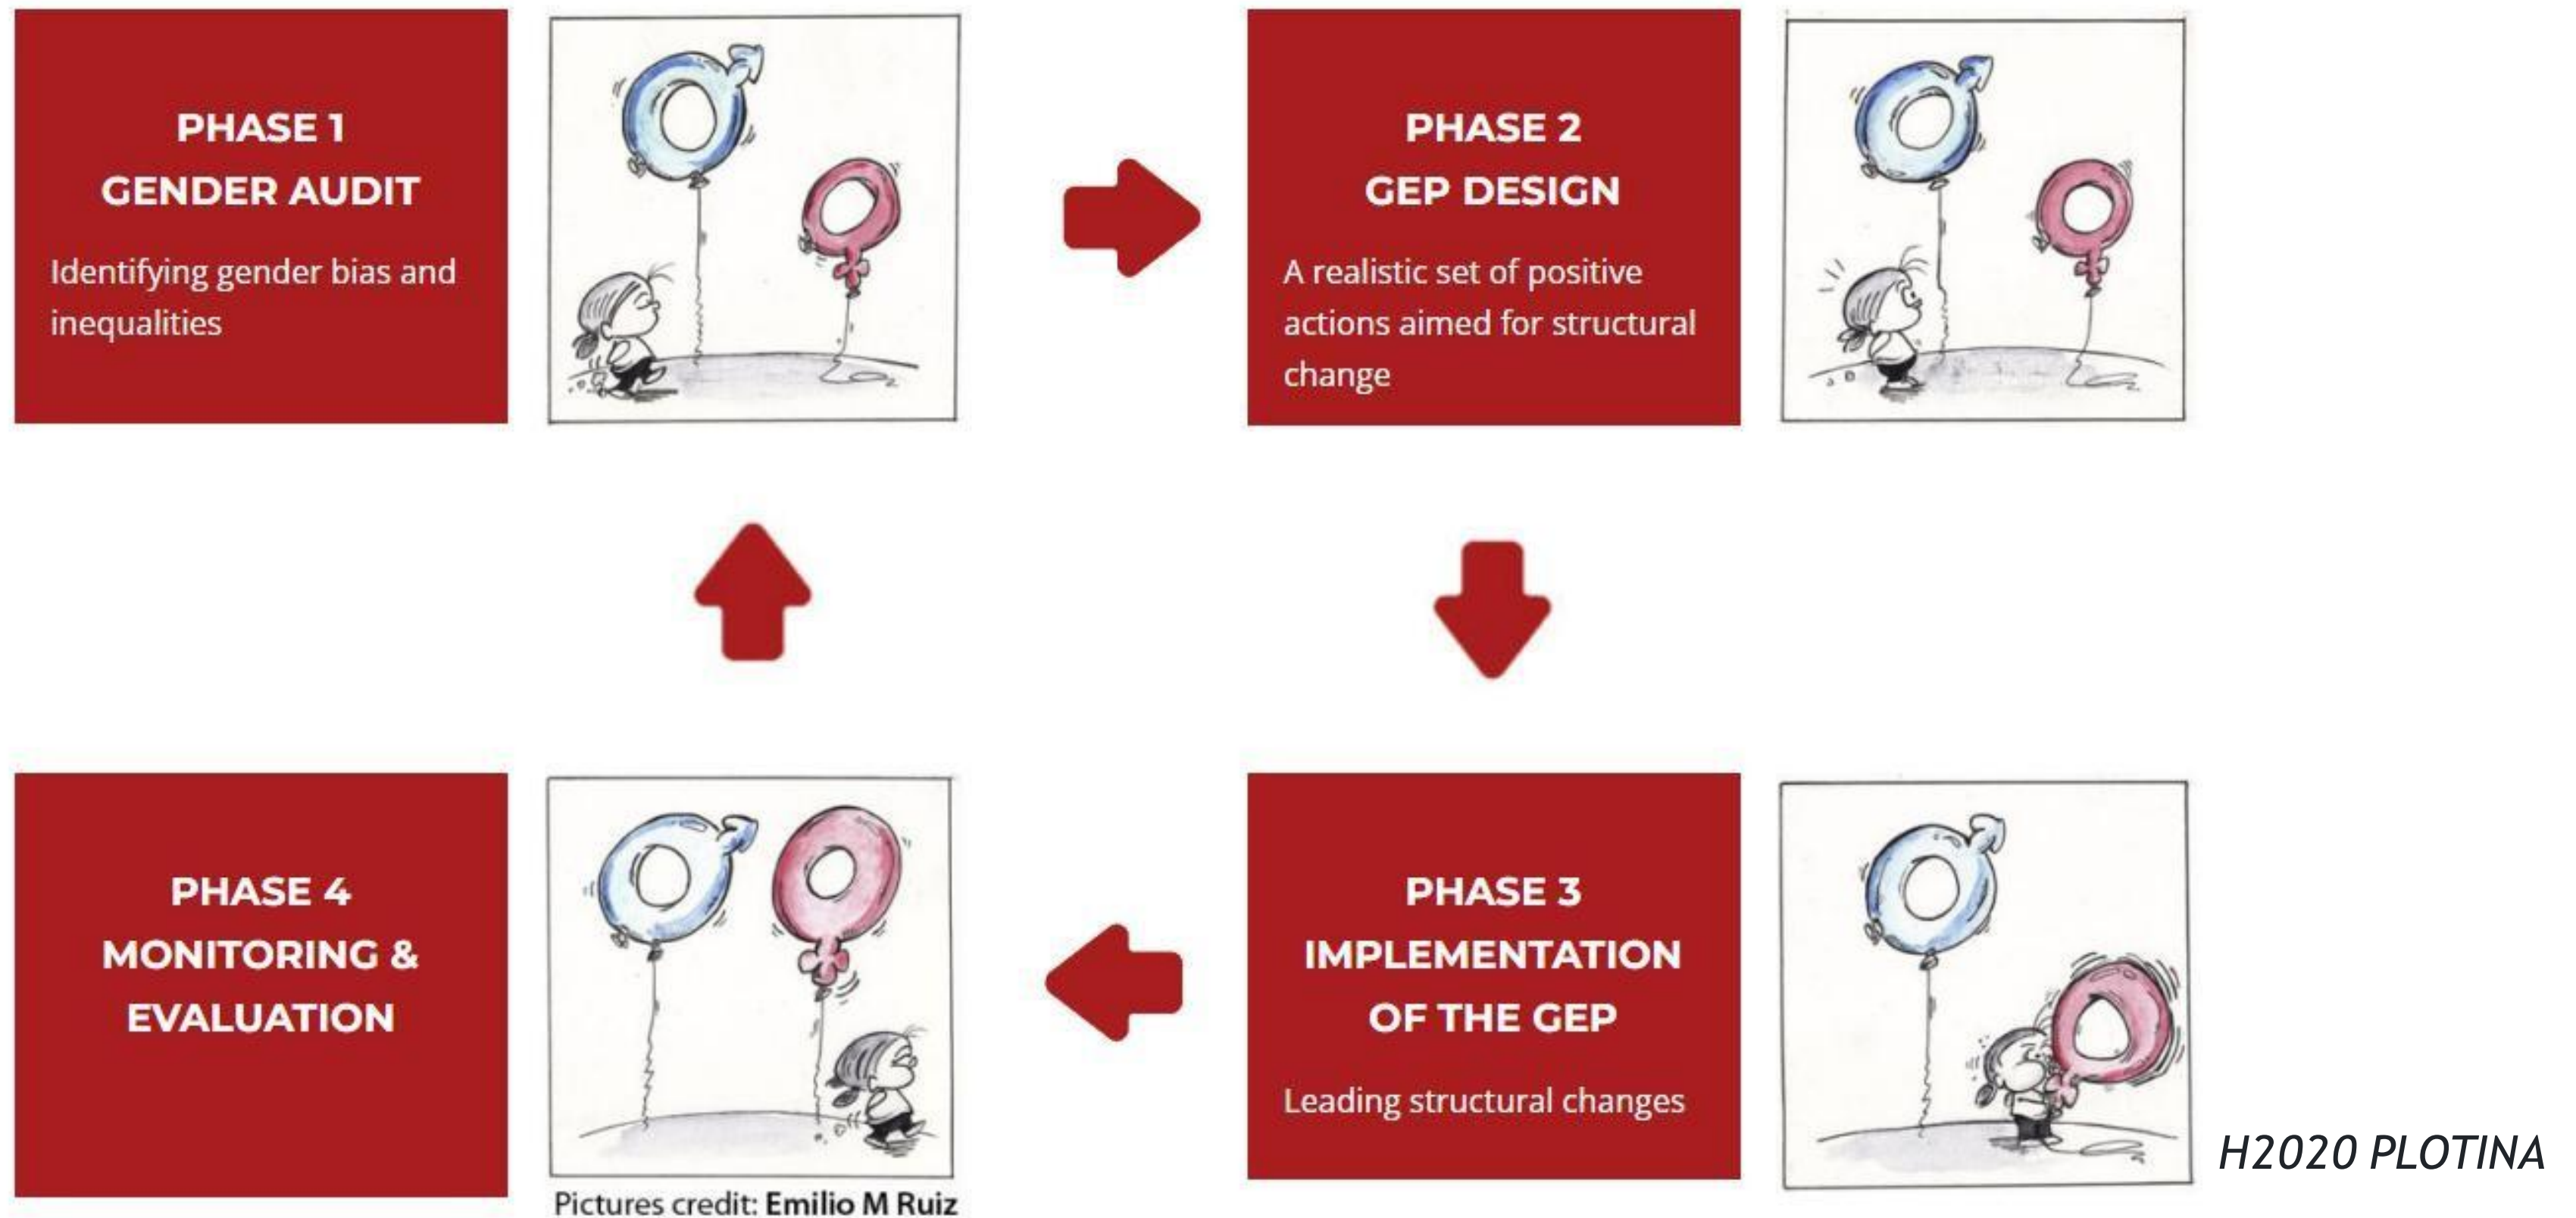 PHASE 1
GENDER AUDIT
Identifying gender bias and
inequalities
PHASE 2
GEP DESIGN
A realistic set of positive
actions aimed for structural
change
PHASE 3
IMPLEMENTATION
OF THE GEP
Leading structural changes
PHASE 4
MONITORING &
EVALUATION
Pictures credit: Emilio M Ruiz
H2020 PLOTINA